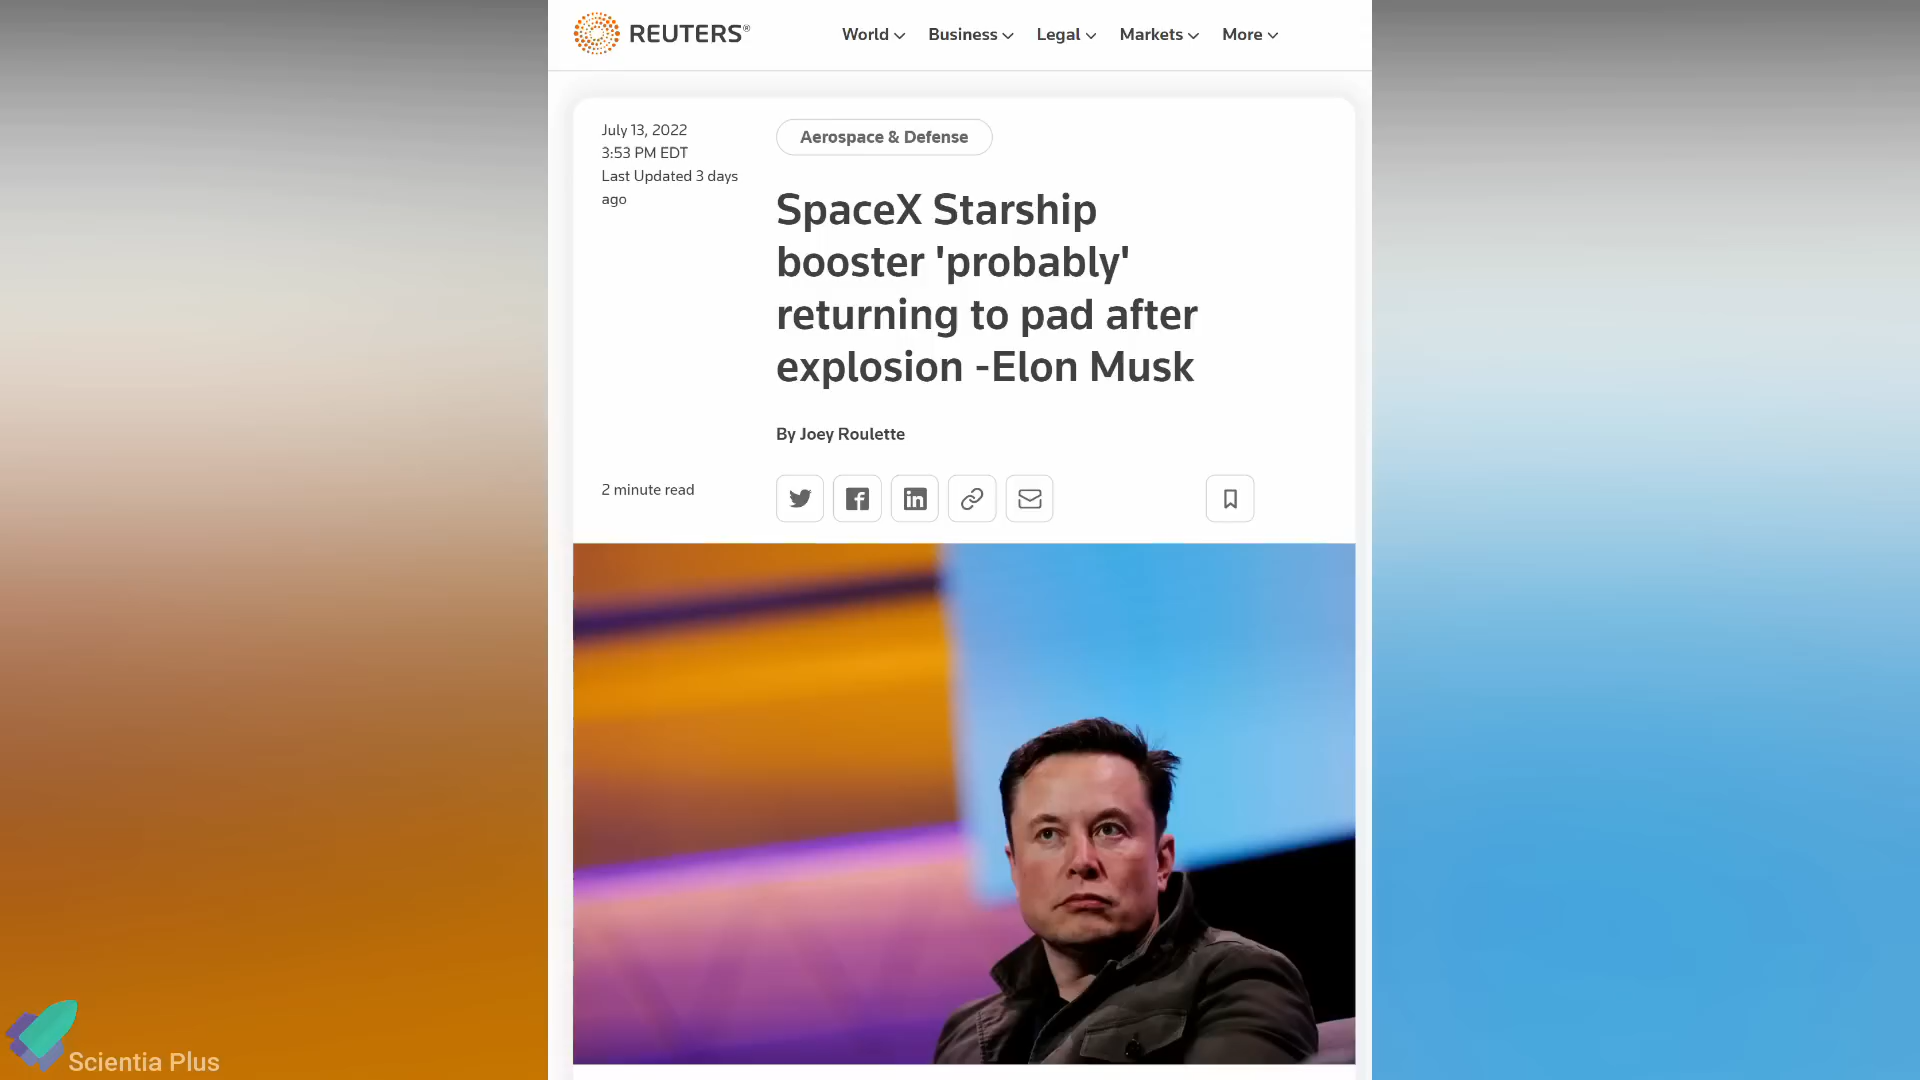 REUTERS®
World Business Legal Markets More
July 13, 2022
3:53 PM EDT
Last Updated 3 days
ago
Aerospace & Defense
SpaceX Starship
booster 'probably'
returning to pad after
explosion -Elon Musk
By Joey Roulette
2 minute read
Scientia Plus